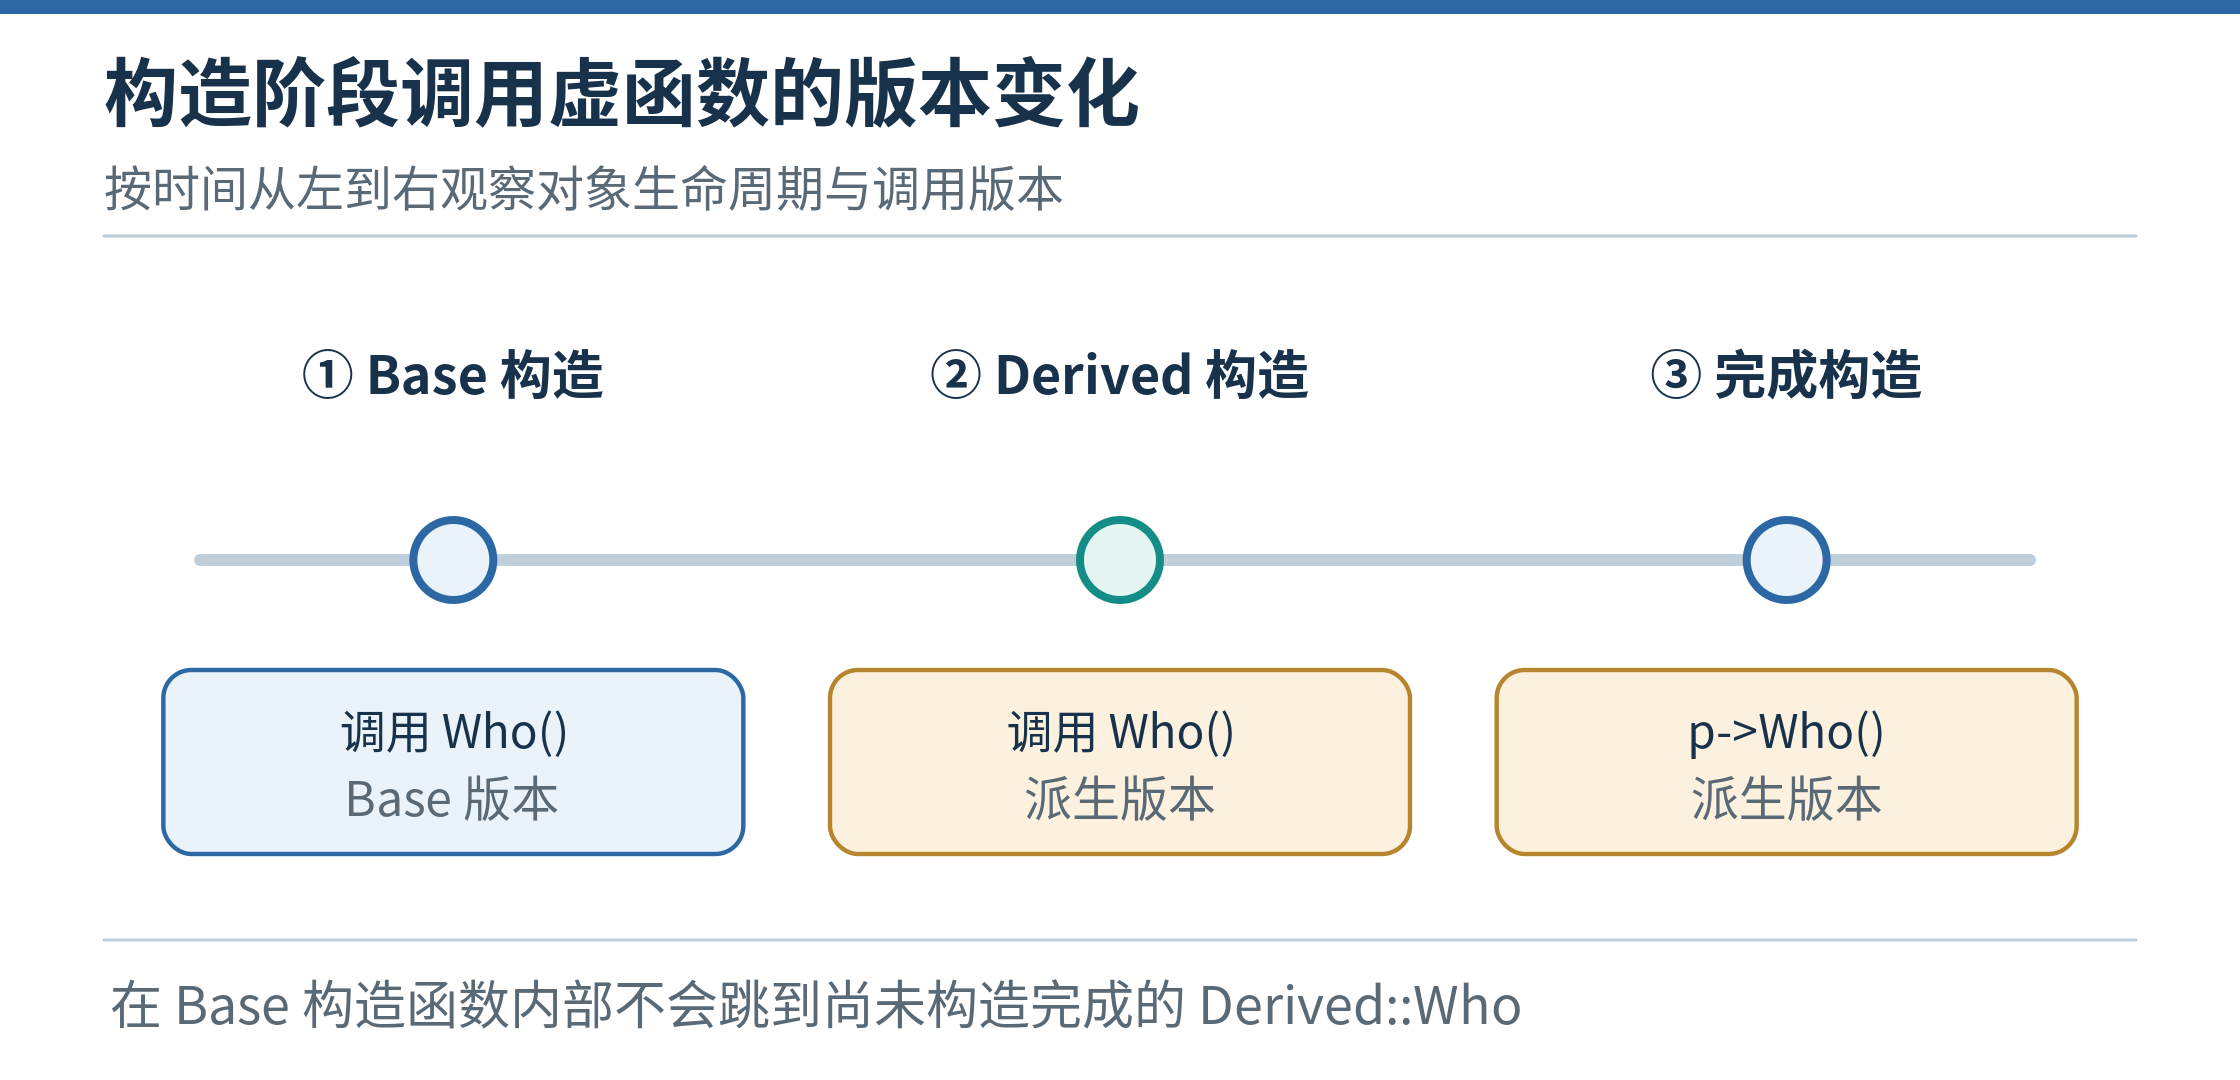 构造阶段调用虚函数的版本变化
按时间从左到右观察对象生命周期与调用版本
① Base 构造
② Derived 构造
③ 完成构造
调用 Who()
Base 版本
调用 Who()
派生版本
p->Who()
派生版本
在 Base 构造函数内部不会跳到尚未构造完成的 Derived::Who